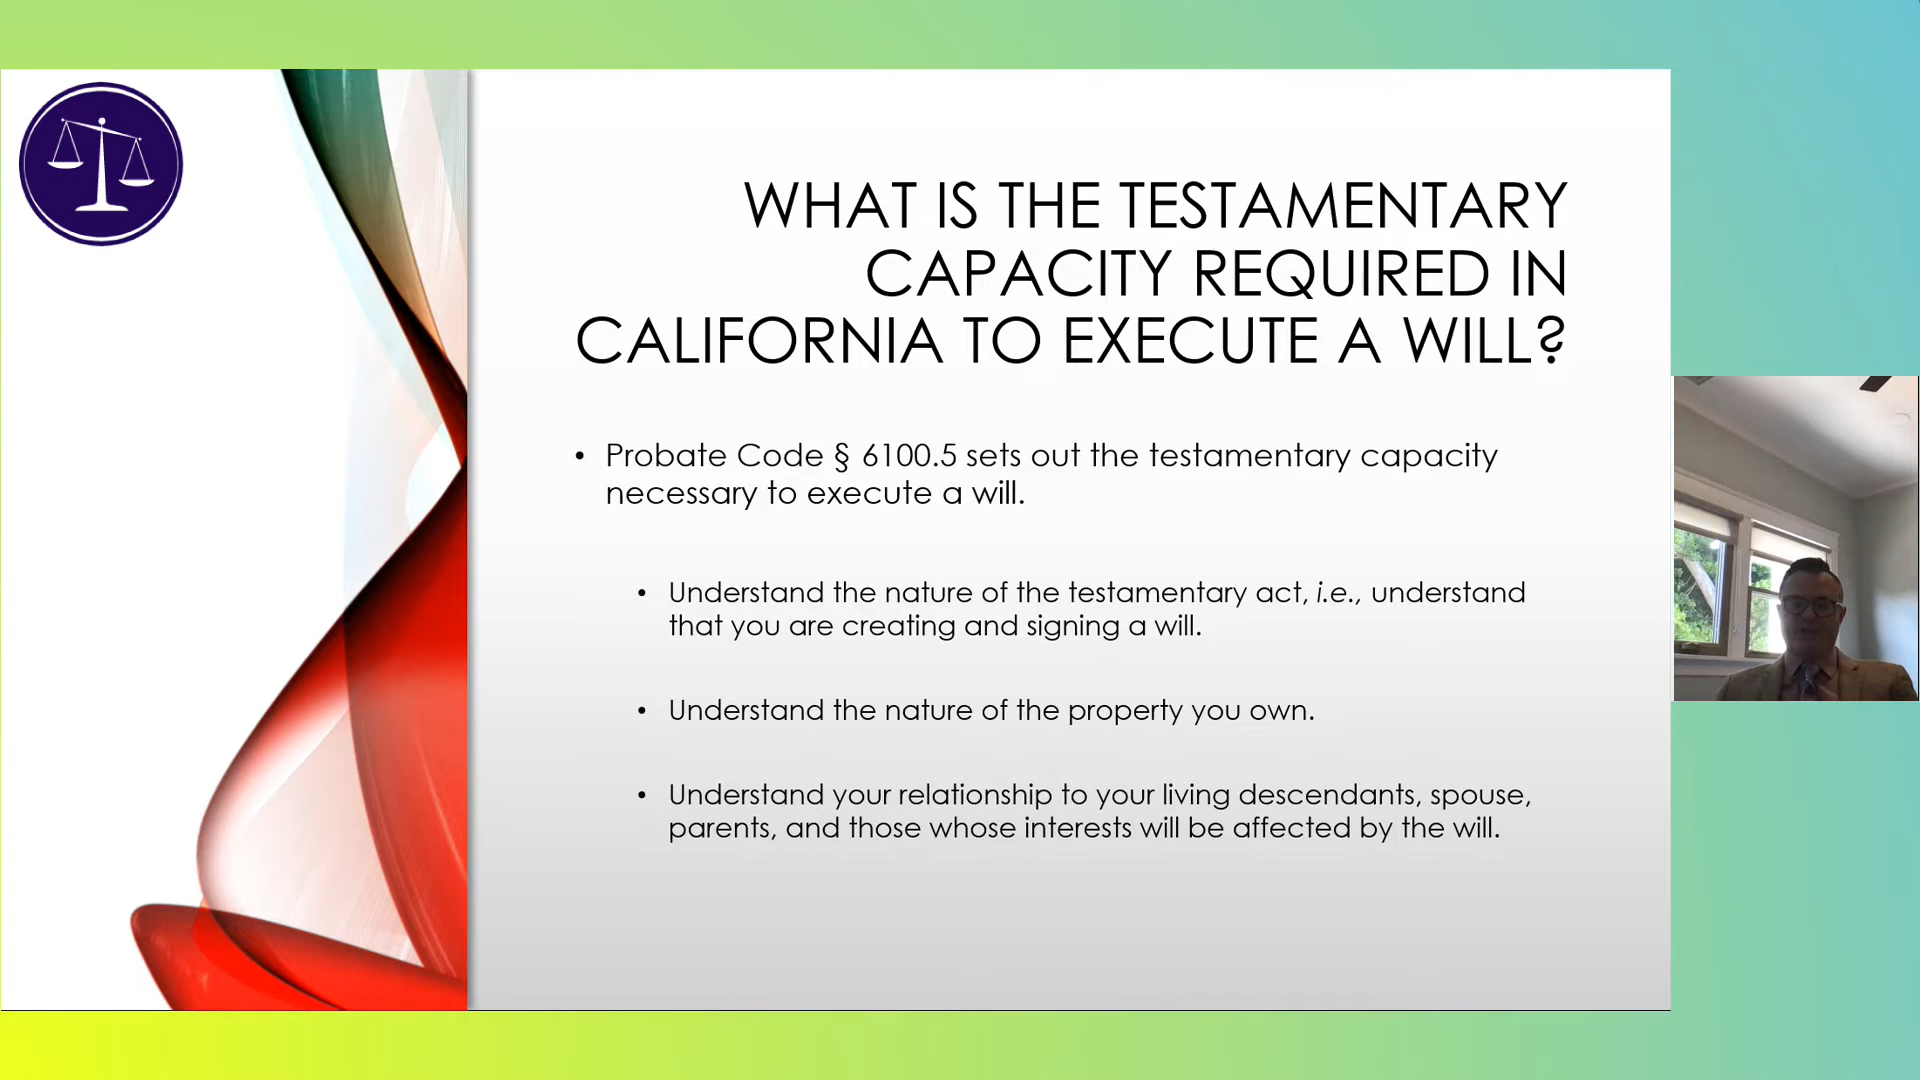 WHAT IS THE TESTAMENTARY
CAPACITY REQUIRED IN
CALIFORNIA TO EXECUTE A WILL?
• Probate Code § 6100.5 sets out the testamentary capacity
necessary to execute a will.
• Understand the nature of the testamentary act, i.e., understand
that you are creating and signing a will.
• Understand the nature of the property you own.
• Understand your relationship to your living descendants, spouse,
parents, and those whose interests will be affected by the will.